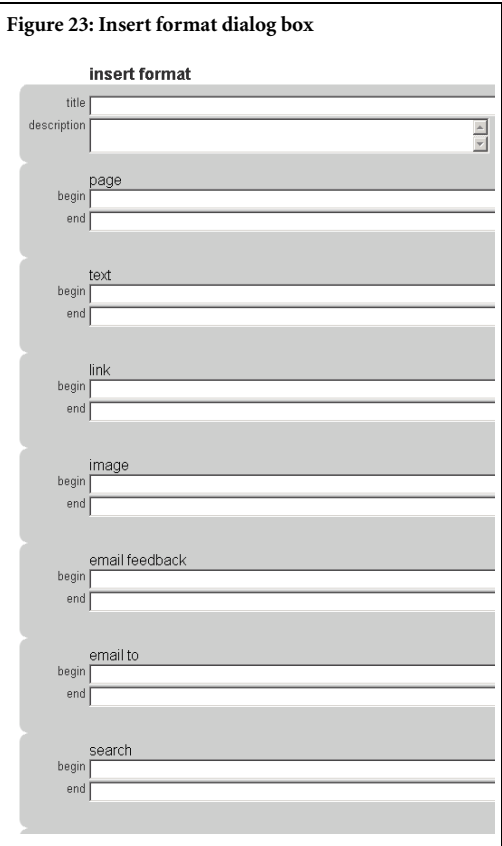 Figure 23: Insert format dialog box
insert format
title
description
page
begin
end
text
begin
end
link
begin
end
image
begin
end
email feedback
begin
end
email to
begin
end
search
begin
end